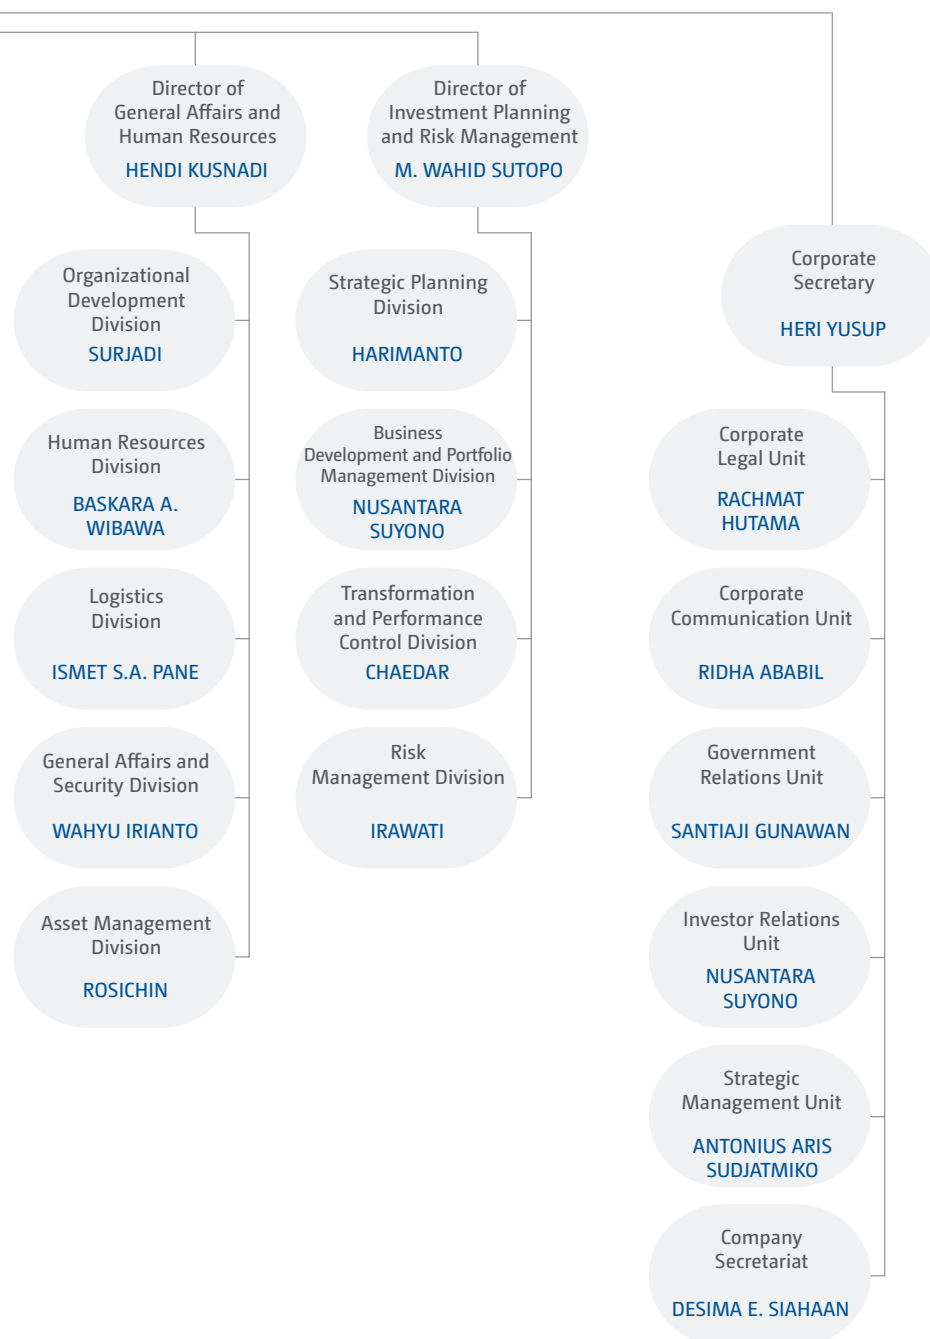 Director of
General Affairs and
Human Resources
HENDI KUSNADI
Director of
Investment Planning
and Risk Management
M. WAHID SUTOPO
Organizational
Development
Division
SURJADI
Human Resources
Division
BASKARA A.
WIBAWA
Logistics
Division
ISMET S.A. PANE
General Affairs and
Security Division
WAHYU IRIANTO
Asset Management
Division
ROSICHIN
Strategic Planning
Division
HARIMANTO
Business
Development and Portfolio
Management Division
NUSANTARA
SUYONO
Transformation
and Performance
Control Division
CHAEDAR
Risk
Management Division
IRAWATI
Corporate
Secretary
HERI YUSUP
Corporate
Legal Unit
RACHMAT
HUTAMA
Corporate
Communication Unit
RIDHA ABABIL
Government
Relations Unit
SANTIAJI GUNAWAN
Investor Relations
Unit
NUSANTARA
SUYONO
Strategic
Management Unit
ANTONIUS ARIS
SUDJATMIKO
Company
Secretariat
DESIMA E. SIAHAAN